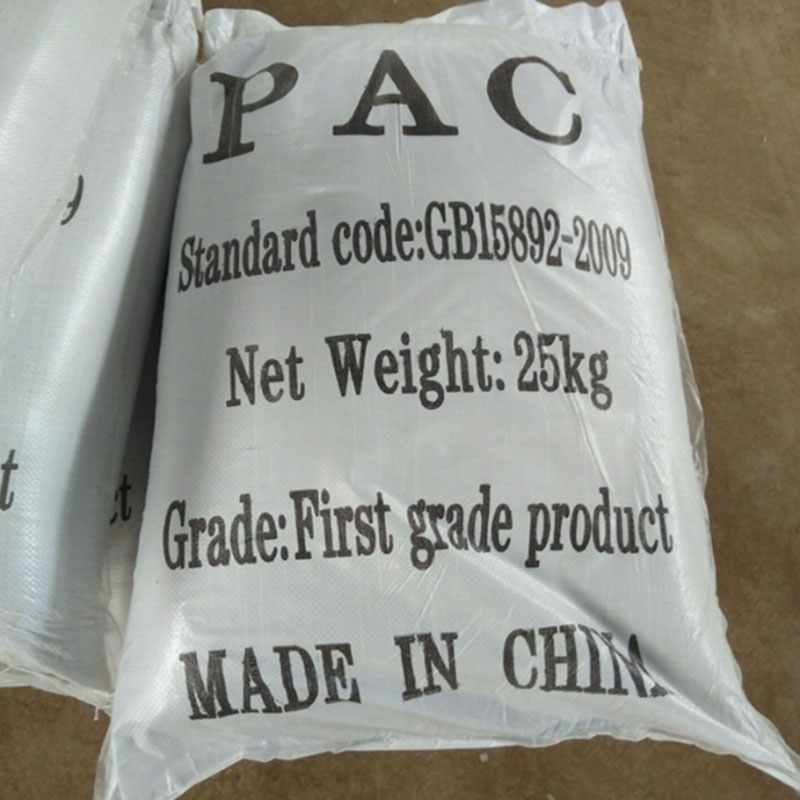 PAC
Standard code:GB15892-2009
Net Weight: 25kg
Grade:First grade product
MADE IN CHINA